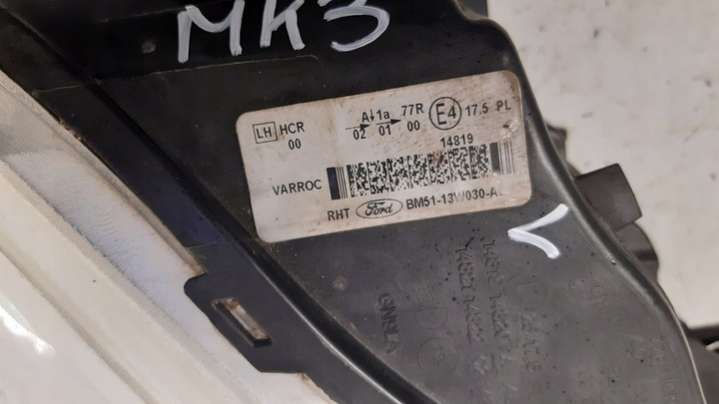 MK3
LH HCR A↓1a 77R E4 17.5 PL
00 02 01 00
14819
VARROC
RHT Ford BM51-13W030-A